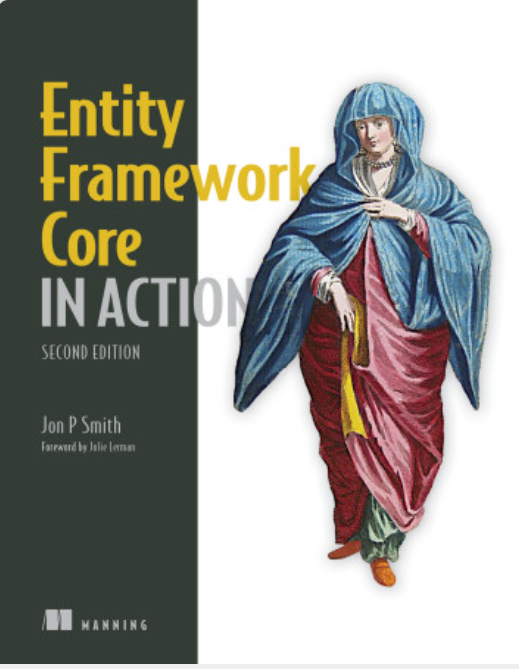 Entity
Framework
Core
IN ACTION
SECOND EDITION
Jon P Smith
Foreword by Julie Lerman
MANNING